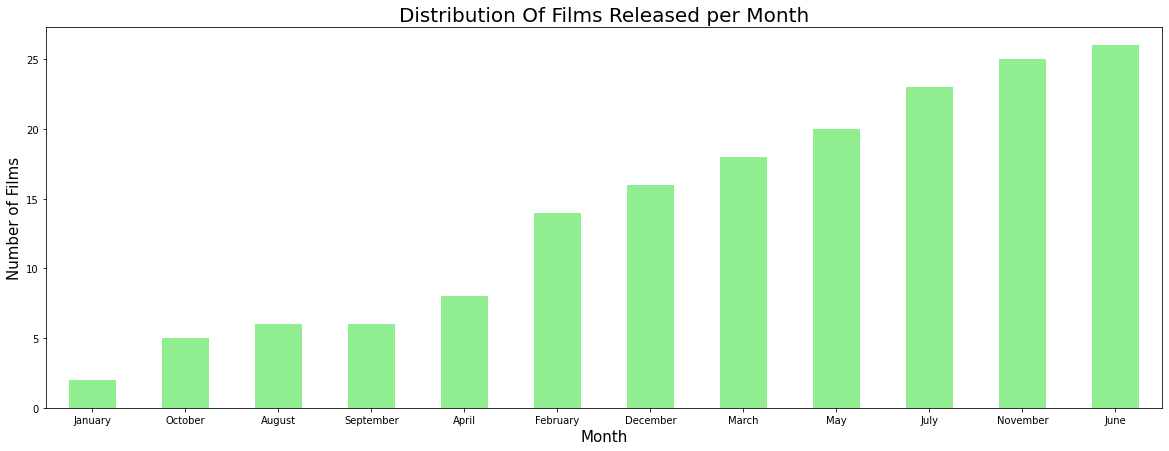 Distribution Of Films Released per Month
Number of Films
25
20
15
10
5
0
January October August September April February December March May July November June
Month